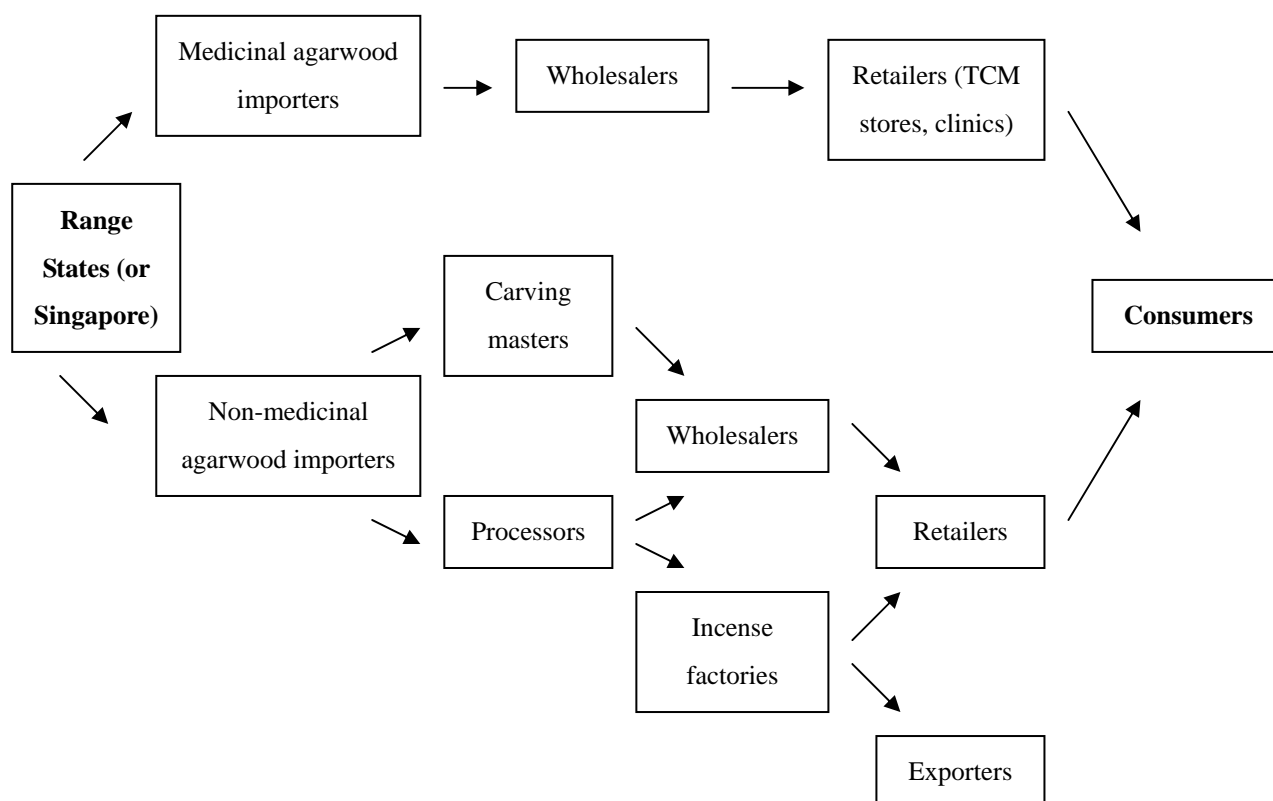 Medicinal agarwood
importers
Wholesalers
Retailers (TCM
stores, clinics)
Range
States (or
Singapore)
Carving
masters
Consumers
Non-medicinal
agarwood importers
Wholesalers
Processors
Retailers
Incense
factories
Exporters